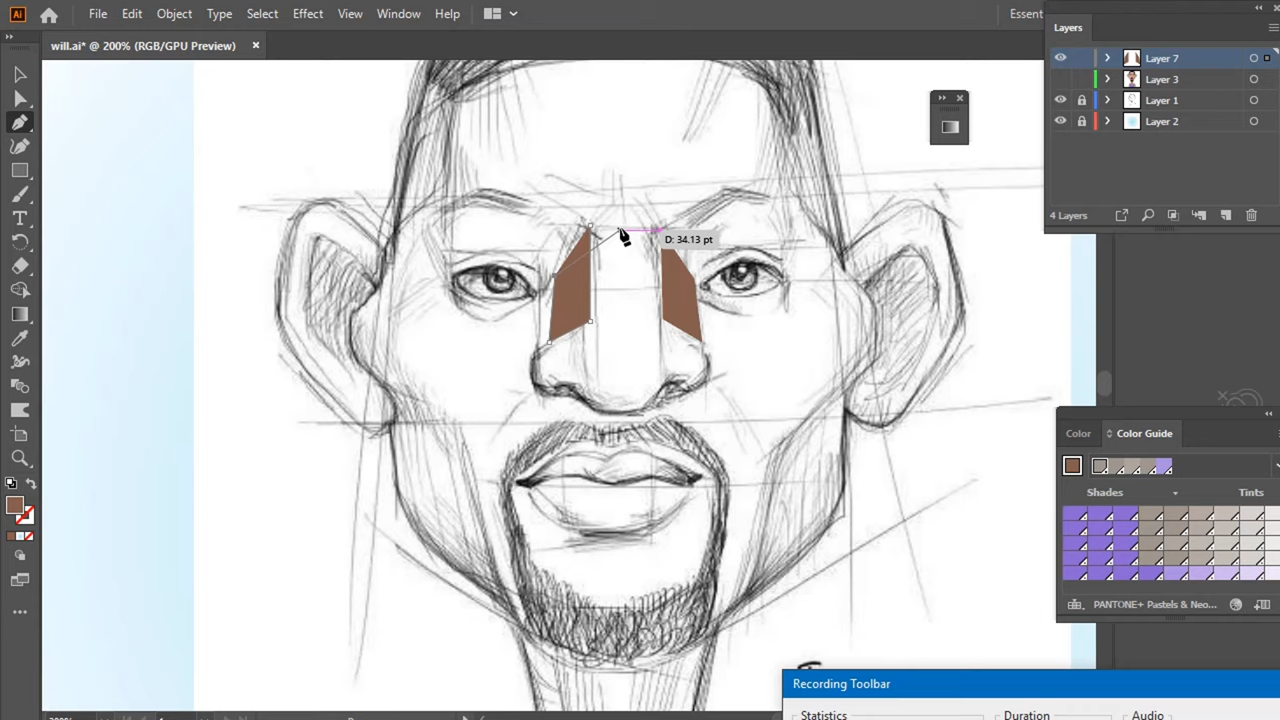 Ai File Edit Object Type Select Effect View Window Help Essent
will.ai* @ 200% (RGB/GPU Preview)
Layers
Layer 7
Layer 3
Layer 1
Layer 2
4 Layers
D: 34.13 pt
Color Color Guide
Shades Tints
PANTONE+ Pastels & Neo...
Recording Toolbar
Statistics Duration Audio